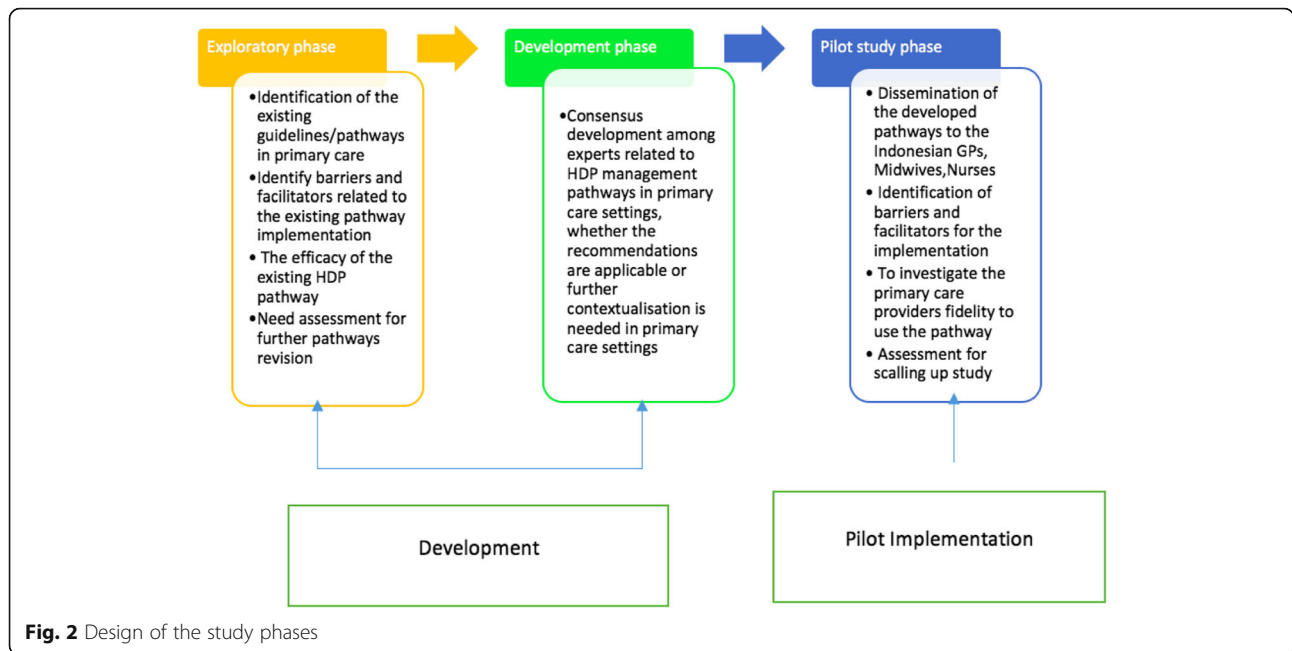 Exploratory phase
•Identification of the
existing
guidelines/pathways
in primary care
•Identify barriers and
facilitators related to
the existing pathway
implementation
• The efficacy of the
existing HDP
pathway
•Need assessment for
further pathways
revision
Development phase
•Consensus
development among
experts related to
HDP management
pathways in primary
care settings,
whether the
recommendations
are applicable or
further
contextualisation is
needed in primary
care settings
Pilot study phase
• Dissemination of
the developed
pathways to the
Indonesian GPs,
Midwives,Nurses
• Identification of
barriers and
facilitators for the
implementation
• To investigate the
primary care
providers fidelity to
use the pathway
• Assessment for
scalling up study
Development
Pilot Implementation
Fig. 2 Design of the study phases